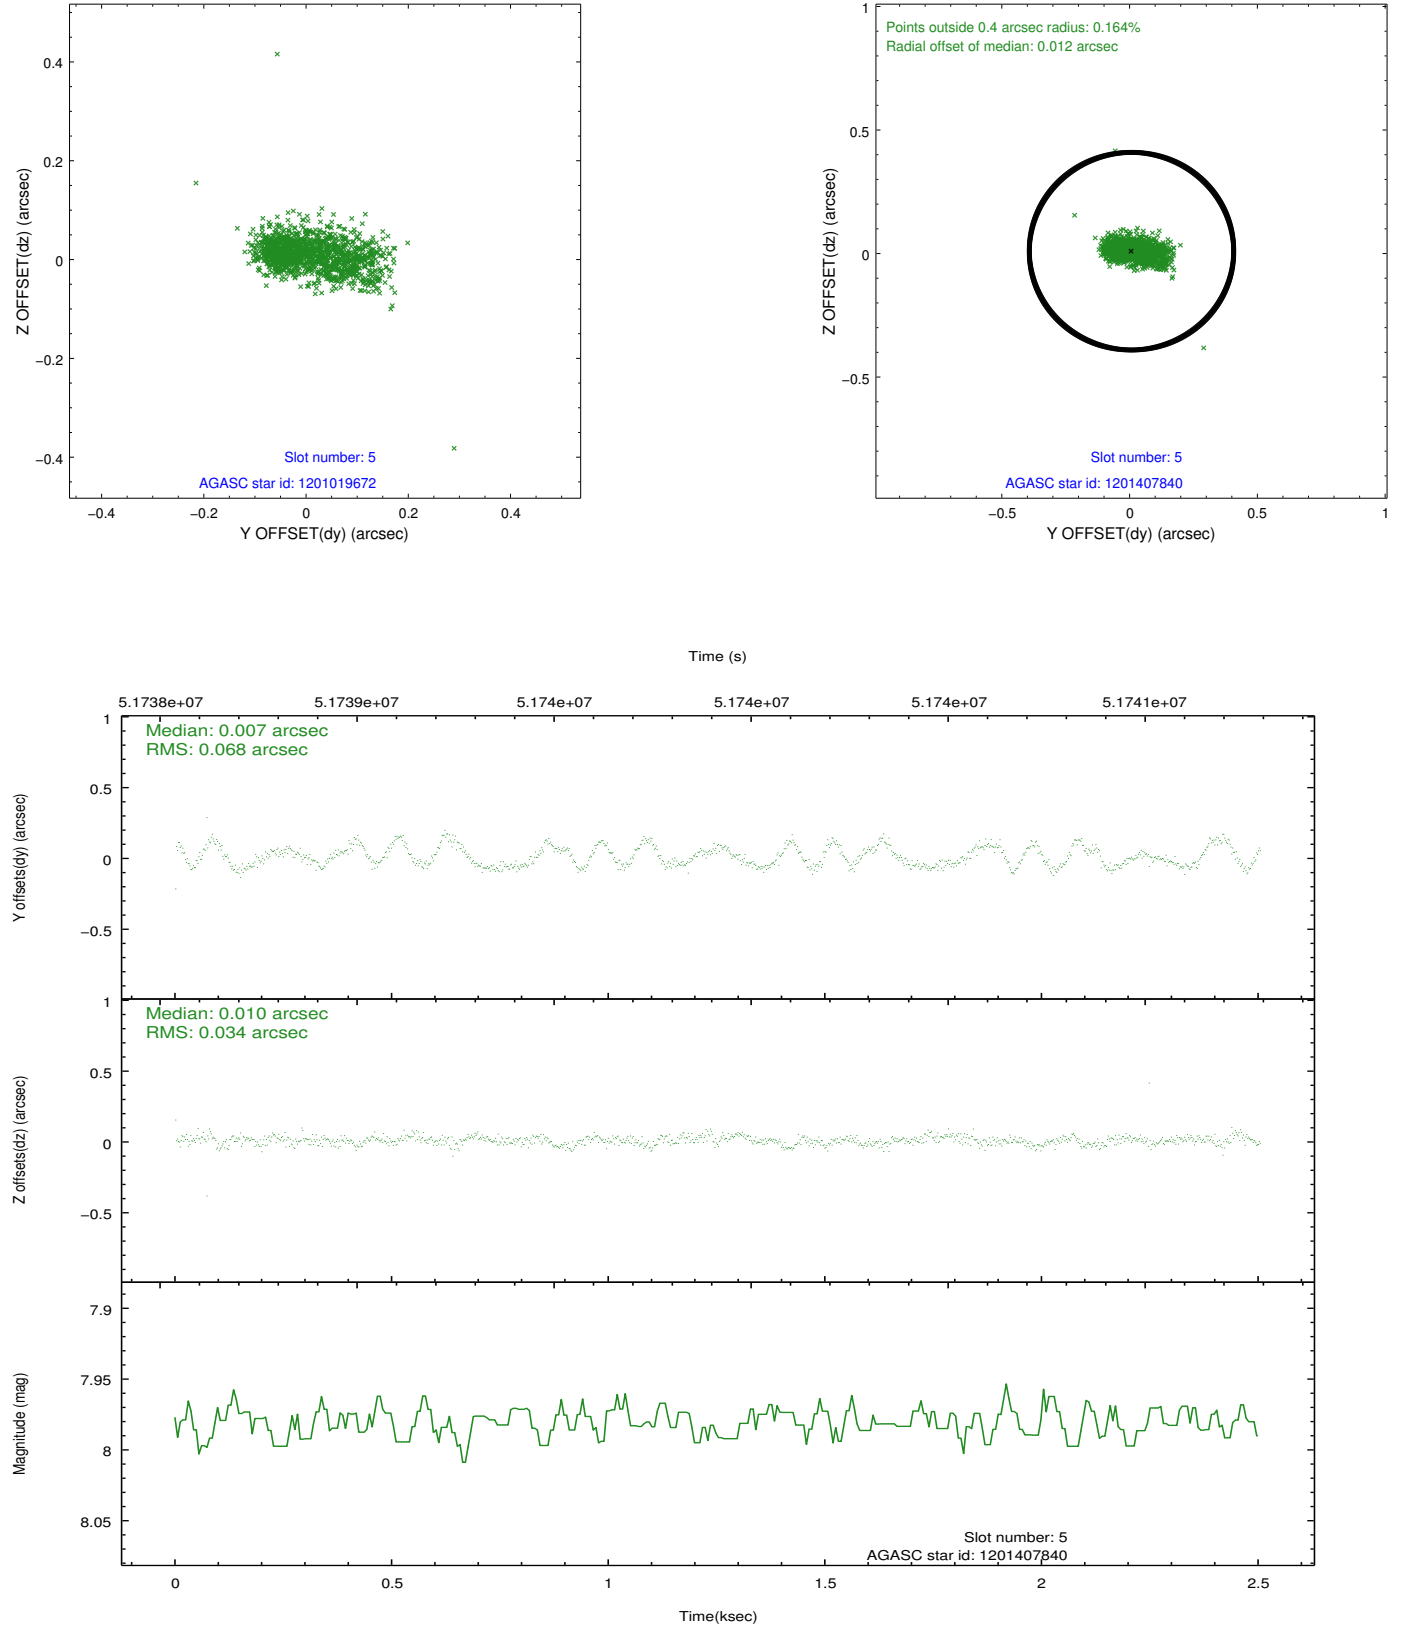 0.4
0.2
0
−0.2
−0.4
Z OFFSET(dz) (arcsec)
Slot number: 5
AGASC star id: 1201019672
−0.4 −0.2 0 0.2 0.4
Y OFFSET(dy) (arcsec)
Points outside 0.4 arcsec radius: 0.164%
Radial offset of median: 0.012 arcsec
1
0.5
0
−0.5
Z OFFSET(dz) (arcsec)
Slot number: 5
AGASC star id: 1201407840
−0.5 0 0.5 1
Y OFFSET(dy) (arcsec)
Time (s)
5.1738e+07 5.1739e+07 5.174e+07 5.174e+07 5.174e+07 5.1741e+07
Median: 0.007 arcsec
RMS: 0.068 arcsec
1
0.5
0
−0.5
Y offsets(dy) (arcsec)
Median: 0.010 arcsec
RMS: 0.034 arcsec
1
0.5
0
−0.5
Z offsets(dz) (arcsec)
7.9
7.95
8
8.05
Magnitude (mag)
Slot number: 5
AGASC star id: 1201407840
0 0.5 1 1.5 2 2.5
Time(ksec)